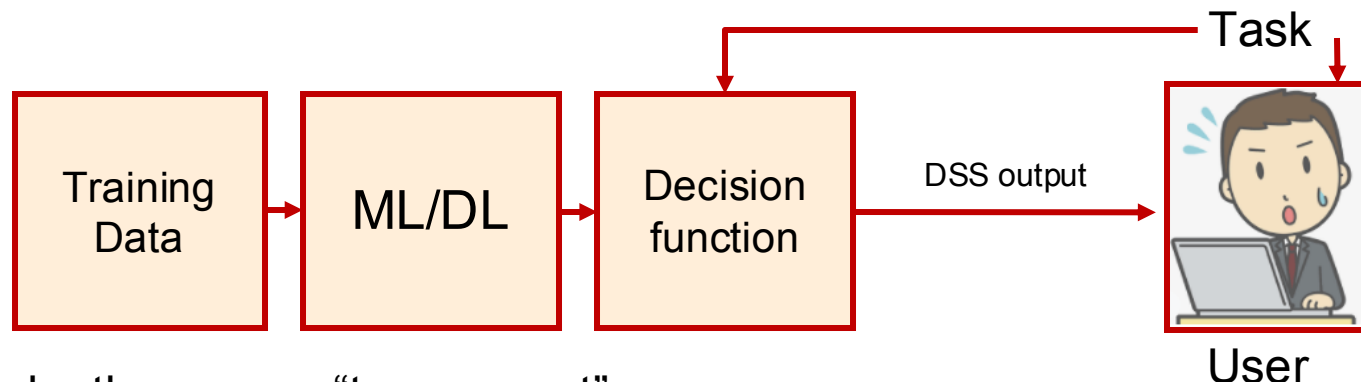 Task
Training
Data
ML/DL
Decision
function
DSS output
User
“